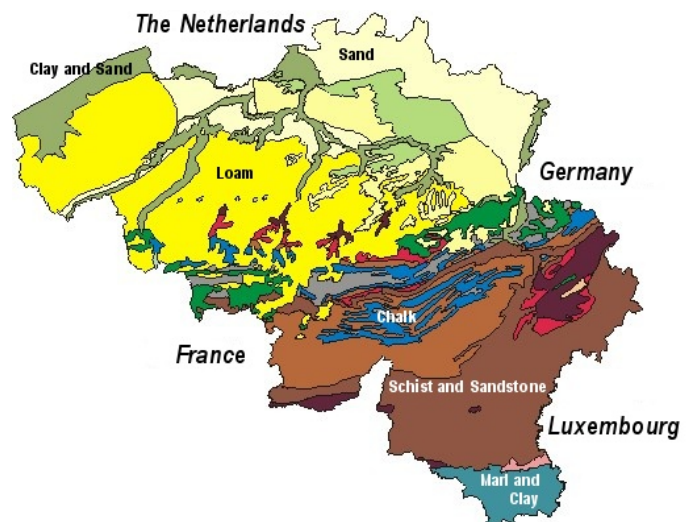 The Netherlands
Sand
Clay and Sand
Loam
Germany
Chalk
France
Schist and Sandstone
Luxembourg
Marl and
Clay